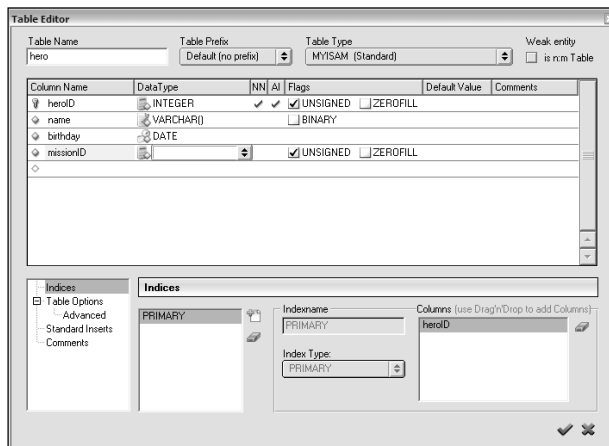 Table Editor
Table Name
Table Prefix
Table Type
Weak entity
hero
Default (no prefix)
MYISAM (Standard)
is n:m Table
Column Name DataType NN AI Flags Default Value Comments
heroID INTEGER UNSIGNED ZEROFILL
name VARCHAR() BINARY
birthday DATE
missionID UNSIGNED ZEROFILL
Indices
Table Options
Advanced
Standard Inserts
Comments
Indices
PRIMARY
Indexname
PRIMARY
Index Type:
PRIMARY
Columns (use Drag'n'Drop to add Columns)
heroID